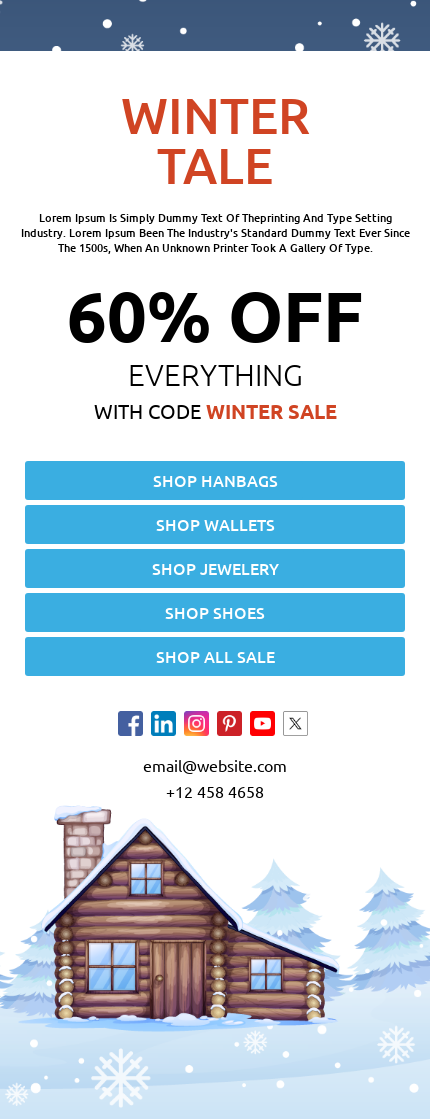 WINTER
TALE
Lorem Ipsum Is Simply Dummy Text Of Theprinting And Type Setting
Industry. Lorem Ipsum Been The Industry's Standard Dummy Text Ever Since
The 1500s, When An Unknown Printer Took A Gallery Of Type.
60% OFF
EVERYTHING
WITH CODE WINTER SALE
SHOP HANBAGS
SHOP WALLETS
SHOP JEWELERY
SHOP SHOES
SHOP ALL SALE
email@website.com
+12 458 4658